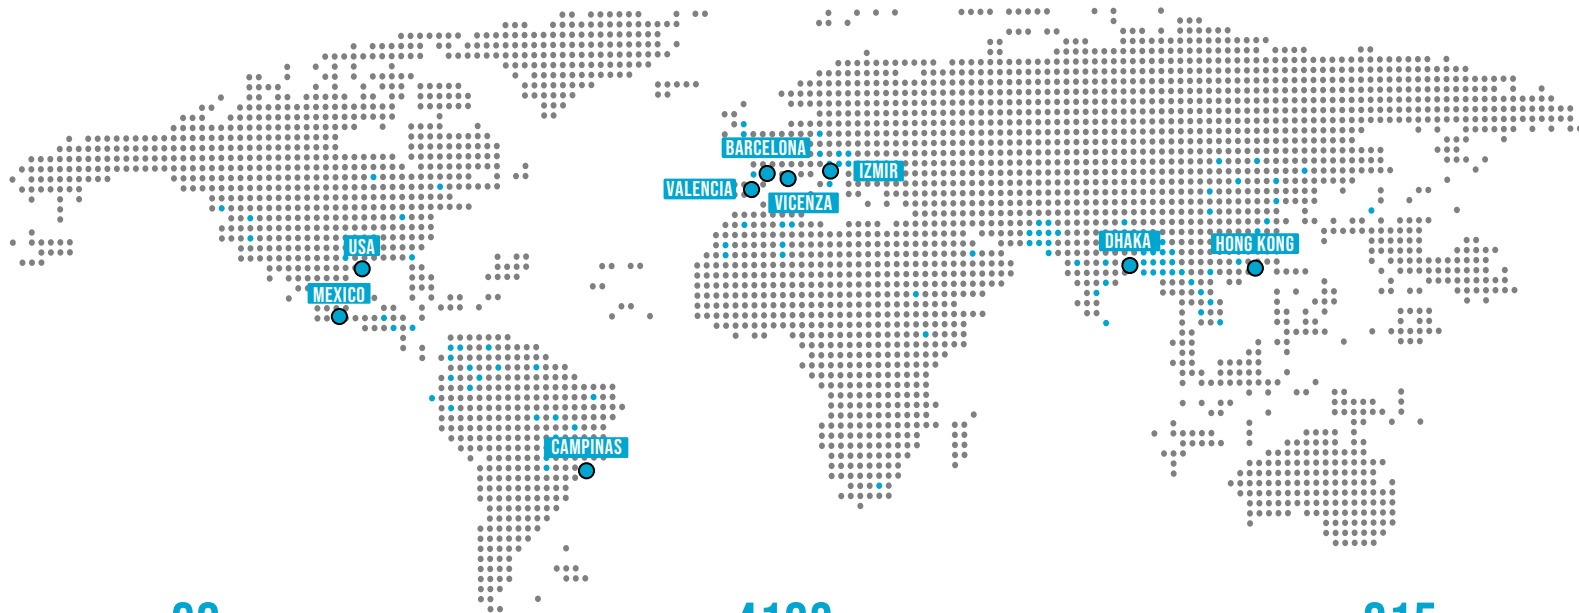 BARCELONA
IZMIR
VALENCIA
VICENZA
USA
DHAKA
HONG KONG
MEXICO
CAMPINAS